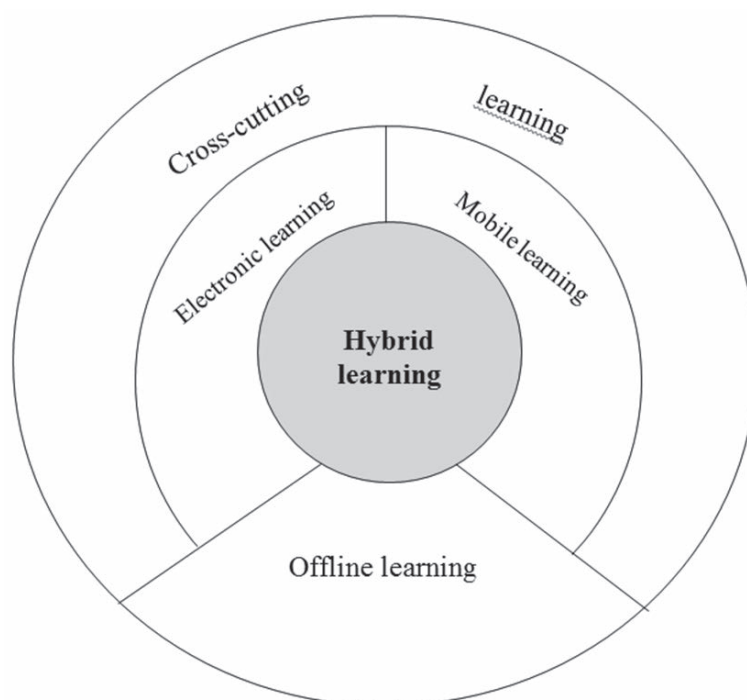 Cross-cutting learning
Electronic learning
Mobile learning
Hybrid
learning
Offline learning